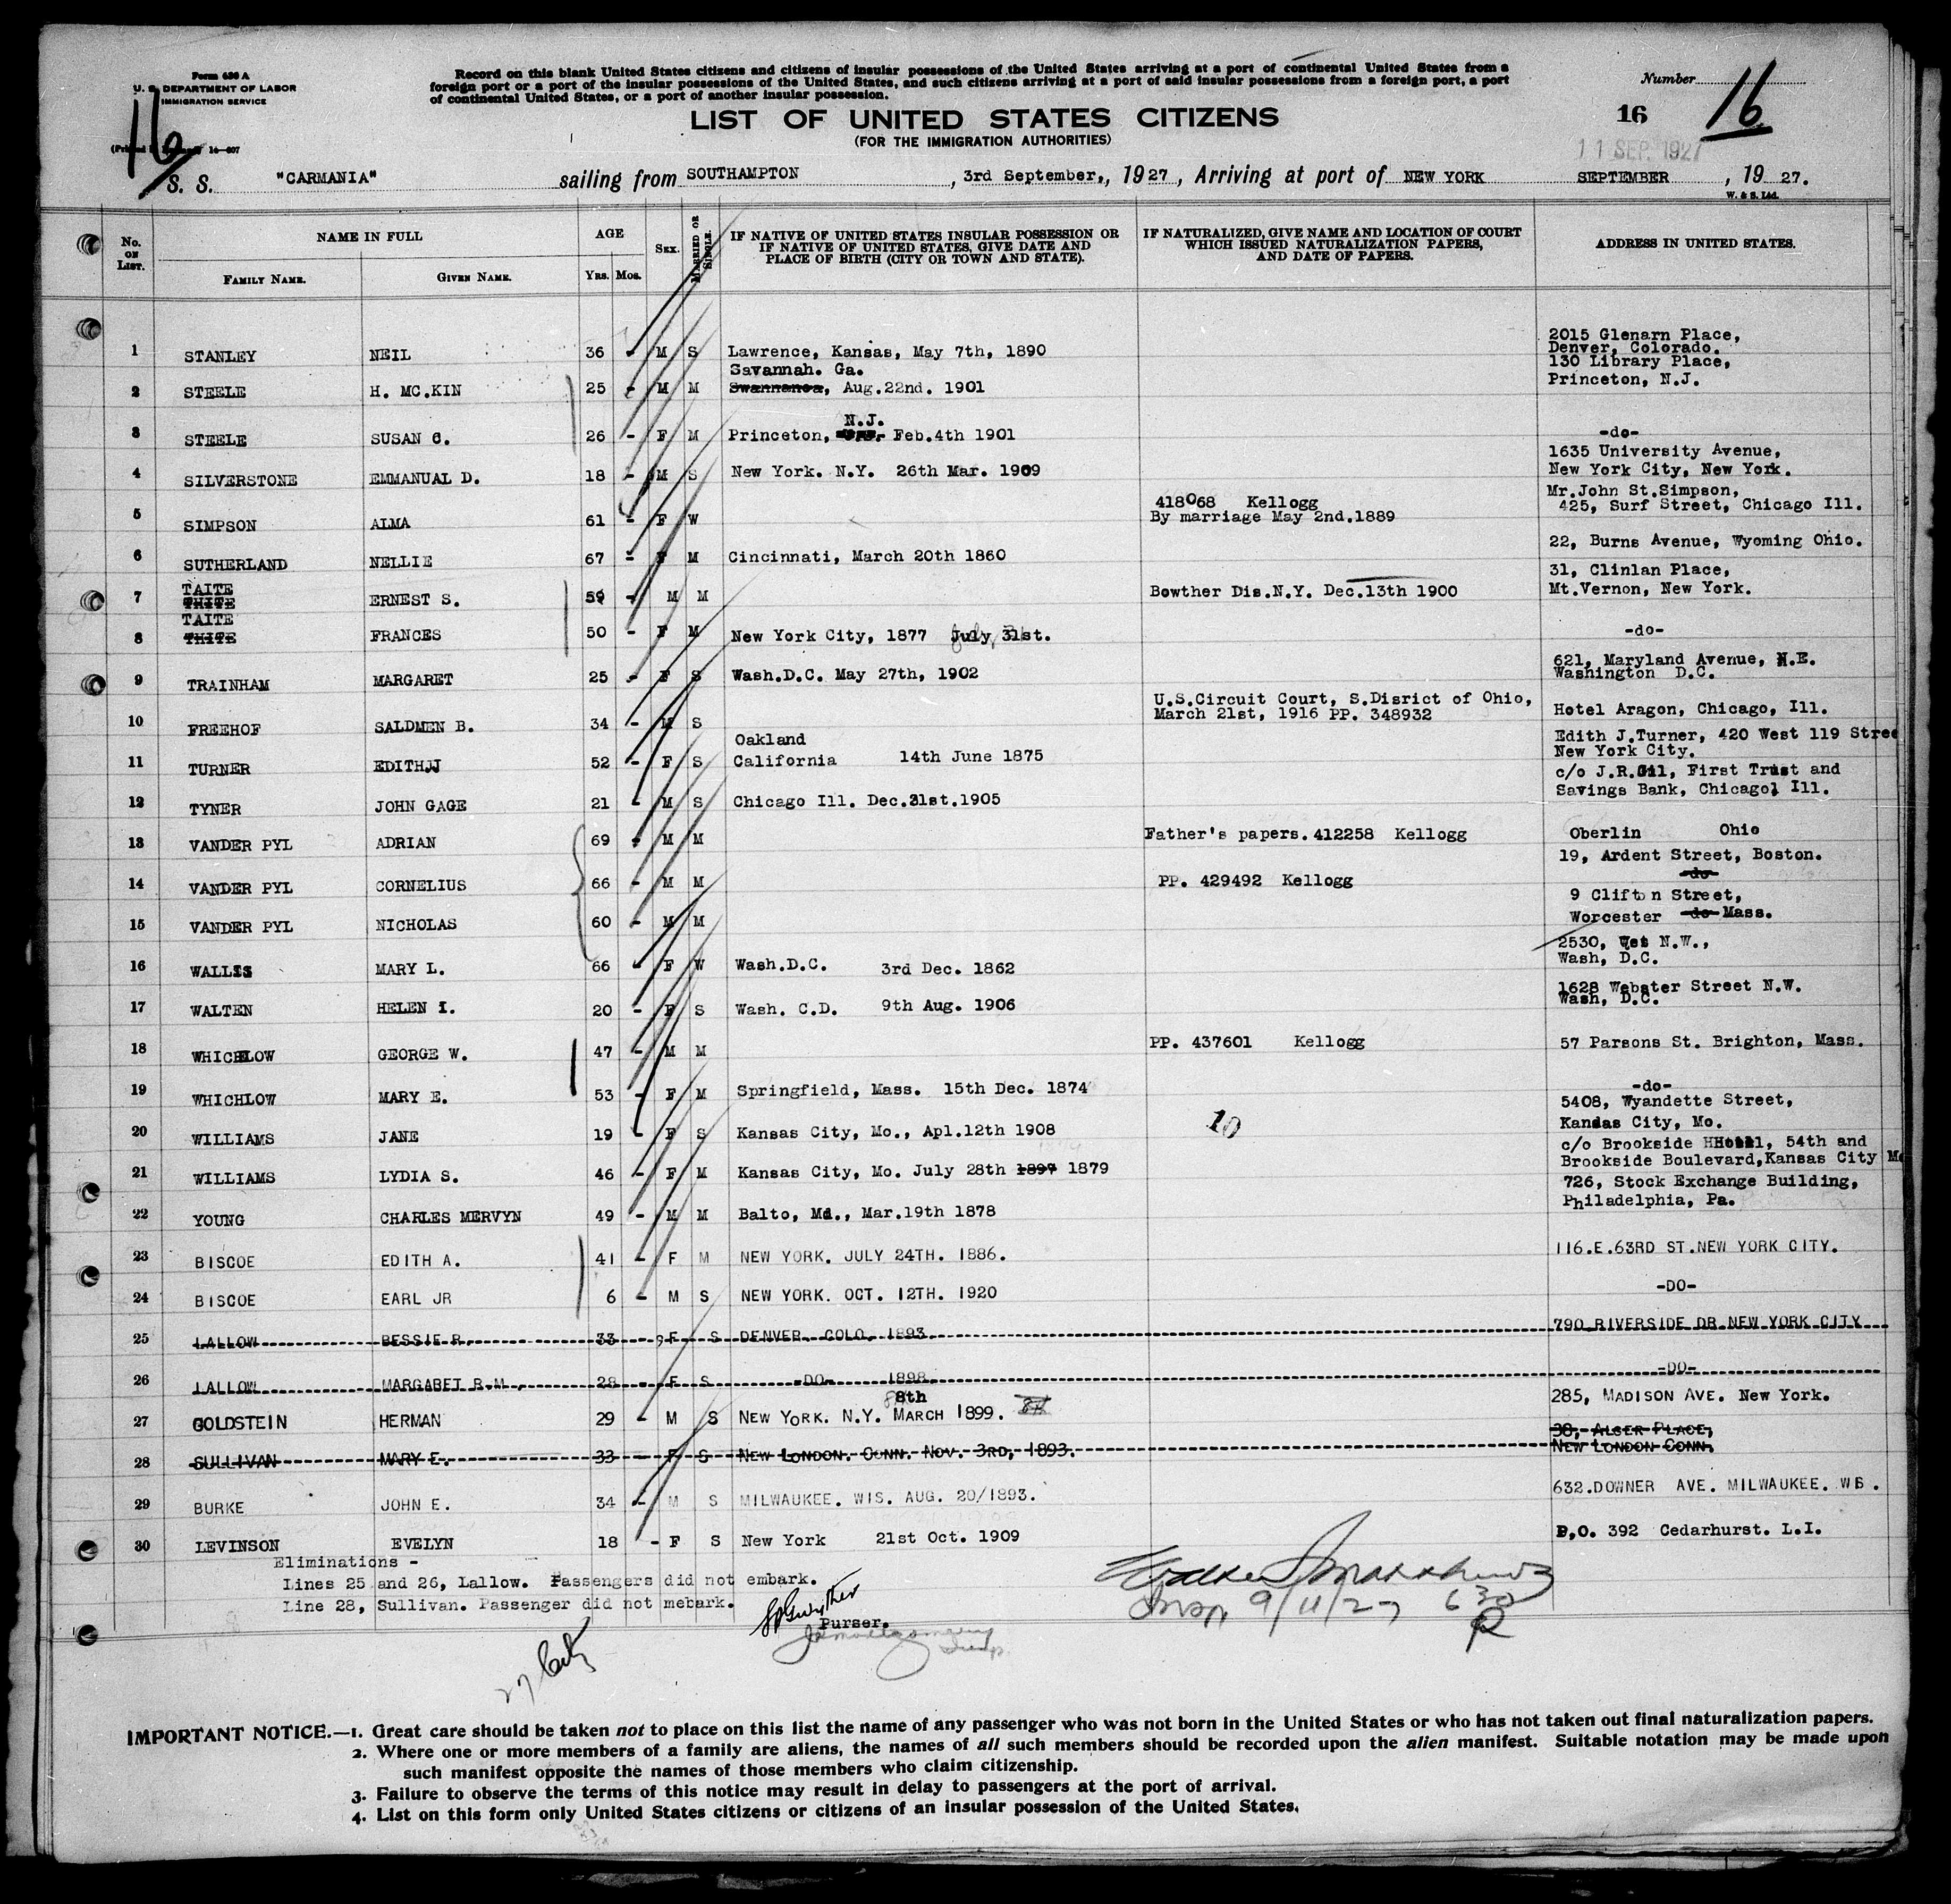 Form 630 A
U. S. DEPARTMENT OF LABOR
IMMIGRATION SERVICE
16
14—607
Record on this blank United States citizens and citizens of insular possessions of the United States arriving at a port of continental United States from a
foreign port or a port of the insular possessions of the United States, and such citizens arriving at a port of said insular possessions from a foreign port, a port
of continental United States, or a port of another insular possession.
Number
16 16
LIST OF UNITED STATES CITIZENS
(FOR THE IMMIGRATION AUTHORITIES)
11 SEP. 1927
S. S. "CARMANIA" sailing from SOUTHAMPTON, 3rd September,, 1927, Arriving at port of NEW YORK SEPTEMBER, 19 27.
W. & S. Ltd.
No. ON LIST. NAME IN FULL AGE SEX. MARRIED OR SINGLE. IF NATIVE OF UNITED STATES INSULAR POSSESSION OR IF NATIVE OF UNITED STATES, GIVE DATE AND PLACE OF BIRTH (CITY OR TOWN AND STATE). IF NATURALIZED, GIVE NAME AND LOCATION OF COURT WHICH ISSUED NATURALIZATION PAPERS, AND DATE OF PAPERS. ADDRESS IN UNITED STATES.
FAMILY NAME. GIVEN NAME. YRS. MOS.
1 STANLEY NEIL 36 - M S Lawrence, Kansas, May 7th, 1890 2015 Glenarn Place, Denver, Colorado.
2 STEELE H. MC.KIN 25 - M M Savannah. Ga. Swannanoa, Aug.22nd. 1901 130 Library Place, Princeton, N.J.
3 STEELE SUSAN C. 26 - F M Princeton, N.J. Feb.4th 1901 -do-
4 SILVERSTONE EMMANUAL D. 18 - M S New York. N.Y. 26th Mar. 1909 1635 University Avenue, New York City, New York.
5 SIMPSON ALMA 61 - F W 418068 Kellogg By marriage May 2nd.1889 Mr.John St.Simpson, 425, Surf Street, Chicago Ill.
6 SUTHERLAND NELLIE 67 - F M Cincinnati, March 20th 1860 22, Burns Avenue, Wyoming Ohio.
7 TAITE THITE ERNEST S. 59 - M M Bowther Dis.N.Y. Dec.13th 1900 31, Clinlan Place, Mt.Vernon, New York.
8 TAITE THITE FRANCES 50 - F M New York City, 1877 July 31st. -do-
9 TRAINHAM MARGARET 25 - F S Wash.D.C. May 27th, 1902 621, Maryland Avenue, N.E. Washington D.C.
10 FREEHOF SALDMEN B. 34 - M S U.S.Circuit Court, S.Disrict of Ohio, March 21st, 1916 PP. 348932 Hotel Aragon, Chicago, Ill.
11 TURNER EDITH J 52 - F S Oakland California 14th June 1875 Edith J.Turner, 420 West 119 Stree New York City.
12 TYNER JOHN GAGE 21 - M S Chicago Ill. Dec.31st.1905 c/o J.R.Gil, First Trust and Savings Bank, Chicago, Ill.
13 VANDER PYL ADRIAN 69 - M M Father's papers.412258 Kellogg Oberlin Ohio
14 VANDER PYL CORNELIUS 66 - M M PP. 429492 Kellogg 19, Ardent Street, Boston. -do-
15 VANDER PYL NICHOLAS 60 - M M 9 Clifton Street, Worcester -do- Mass.
16 WALLIS MARY L. 66 - F W Wash.D.C. 3rd Dec. 1862 2530, N.W., Wash, D.C.
17 WALTEN HELEN I. 20 - F S Wash. C.D. 9th Aug. 1906 1628 Webster Street N.W. Wash, D.C.
18 WHICHLOW GEORGE W. 47 - M M PP. 437601 Kellogg 57 Parsons St. Brighton, Mass.
19 WHICHLOW MARY E. 53 - F M Springfield, Mass. 15th Dec. 1874 -do-
20 WILLIAMS JANE 19 - F S Kansas City, Mo., Apl.12th 1908 10 5408, Wyandette Street, Kandas City, Mo.
21 WILLIAMS LYDIA S. 46 - F M Kansas City, Mo. July 28th 1897 1879 c/o Brookside HHotel, 54th and Brookside Boulevard,Kansas City Mo
22 YOUNG CHARLES MERVYN 49 - M M Balto, Md., Mar.19th 1878 726, Stock Exchange Building, Philadelphia, Pa.
23 BISCOE EDITH A. 41 - F M NEW YORK. JULY 24TH. 1886. 116.E.63RD ST.NEW YORK CITY.
24 BISCOE EARL JR 6 - M S NEW YORK. OCT. 12TH. 1920 -DO-
25 LALLOW BESSIE R. 33 - F S DENVER. COLO. 1893 790 RIVERSIDE DR NEW YORK CITY
26 LALLOW MARGARET R.M. 28 - F S -DO- 1898 -DO-
27 GOLDSTEIN HERMAN 29 - M S NEW YORK. N.Y. MARCH 8th 1899. 8th 285, MADISON AVE. New York.
28 SULLIVAN MARY E. 33 - F S NEW LONDON. CONN. NOV. 3RD, 1893. 38, ALGER PLACE, NEW LONDON CONN.
29 BURKE JOHN E. 34 - M S MILWAUKEE. WIS. AUG. 20/1893. 632.DOWNER AVE. MILWAUKEE. WIS.
30 LEVINSON EVELYN 18 - F S New York 21st Oct. 1909 P.O. 392 Cedarhurst. L.I.
Eliminations -
Lines 25 and 26, Lallow. Passengers did not embark.
Line 28, Sullivan. Passenger did not mebark.
Purser.
Insp 9/11/27 630
27
IMPORTANT NOTICE.—1. Great care should be taken not to place on this list the name of any passenger who was not born in the United States or who has not taken out final naturalization papers.
2. Where one or more members of a family are aliens, the names of all such members should be recorded upon the alien manifest. Suitable notation may be made upon
such manifest opposite the names of those members who claim citizenship.
3. Failure to observe the terms of this notice may result in delay to passengers at the port of arrival.
4. List on this form only United States citizens or citizens of an insular possession of the United States.